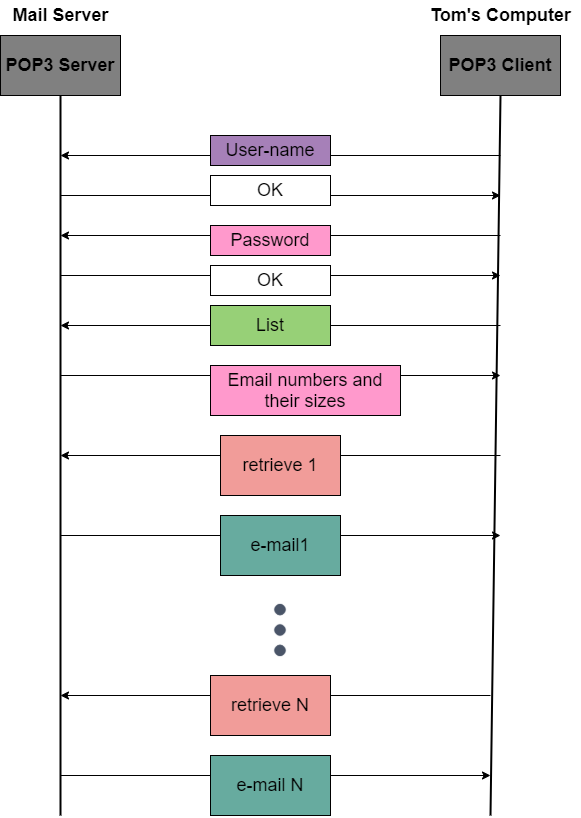 Mail Server
Tom's Computer
POP3 Server
POP3 Client
User-name
OK
Password
OK
List
Email numbers and
their sizes
retrieve 1
e-mail1
retrieve N
e-mail N